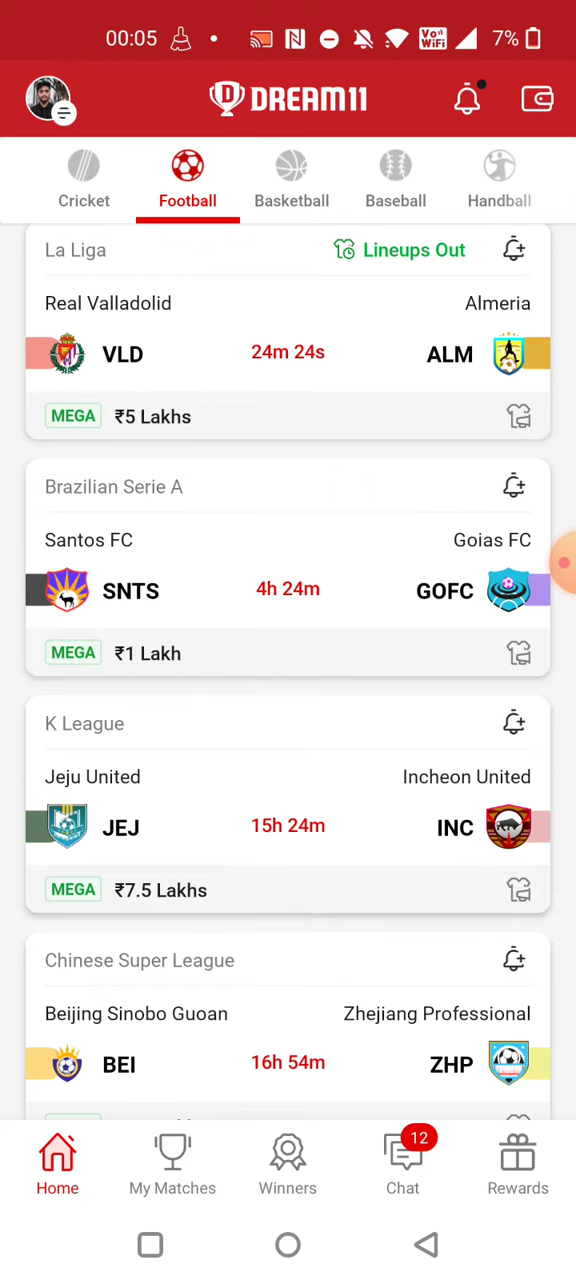 00:05 Vo WiFi 7%
DREAM11
Cricket Football Basketball Baseball Handball
La Liga Lineups Out
Real Valladolid Almeria
VLD 24m 24s ALM
MEGA ₹5 Lakhs
Brazilian Serie A
Santos FC Goias FC
SNTS 4h 24m GOFC
MEGA ₹1 Lakh
K League
Jeju United Incheon United
JEJ 15h 24m INC
MEGA ₹7.5 Lakhs
Chinese Super League
Beijing Sinobo Guoan Zhejiang Professional
BEI 16h 54m ZHP
12
Home My Matches Winners Chat Rewards